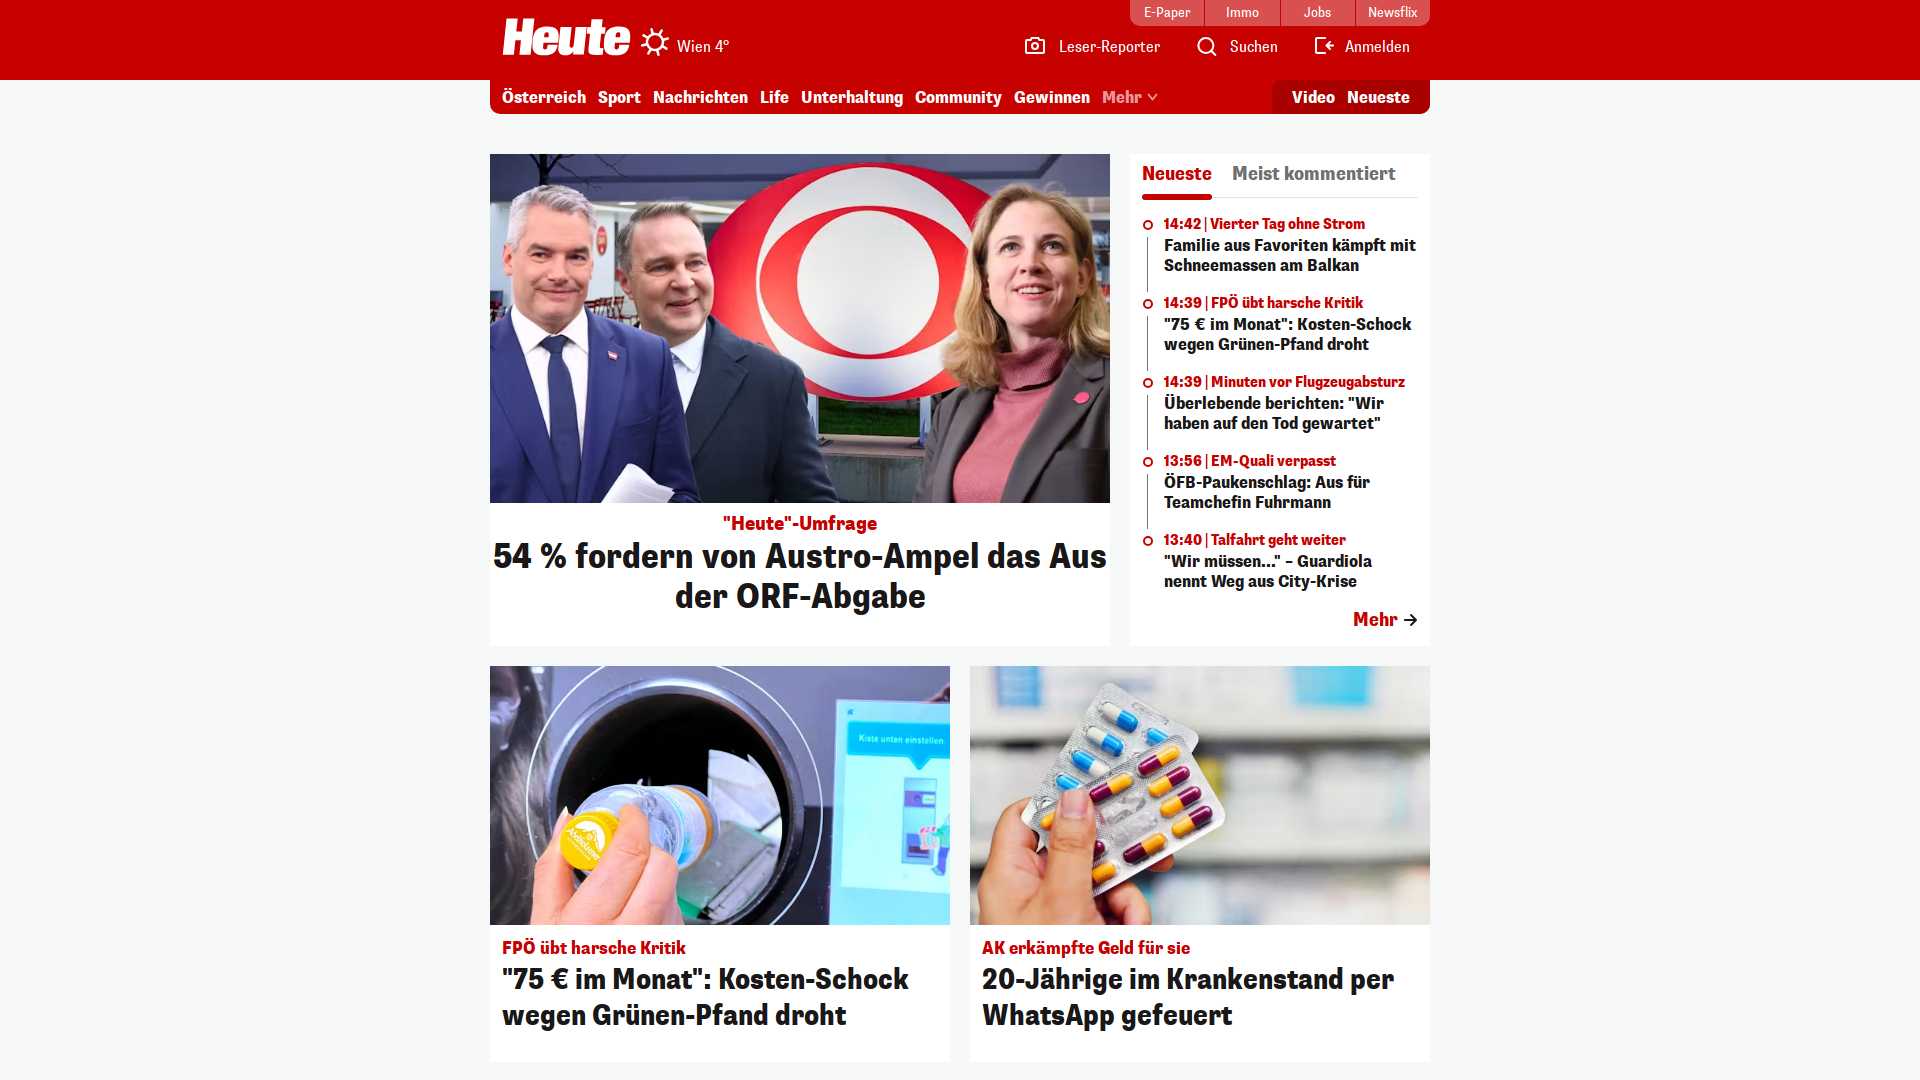 E-Paper
Immo
Jobs
Newsflix
Heute
Wien 4°
Leser-Reporter
Suchen
Anmelden
Österreich
Sport
Nachrichten
Life
Unterhaltung
Community
Gewinnen
Mehr
Video
Neueste
"Heute"-Umfrage
54 % fordern von Austro-Ampel das Aus
der ORF-Abgabe
Neueste
Meist kommentiert
14:42 | Vierter Tag ohne Strom
Familie aus Favoriten kämpft mit
Schneemassen am Balkan
14:39 | FPÖ übt harsche Kritik
"75 € im Monat": Kosten-Schock
wegen Grünen-Pfand droht
14:39 | Minuten vor Flugzeugabsturz
Überlebende berichten: "Wir
haben auf den Tod gewartet"
13:56 | EM-Quali verpasst
ÖFB-Paukenschlag: Aus für
Teamchefin Fuhrmann
13:40 | Talfahrt geht weiter
"Wir müssen..." – Guardiola
nennt Weg aus City-Krise
Mehr
Kiste unten einstellen
FPÖ übt harsche Kritik
"75 € im Monat": Kosten-Schock
wegen Grünen-Pfand droht
AK erkämpfte Geld für sie
20-Jährige im Krankenstand per
WhatsApp gefeuert